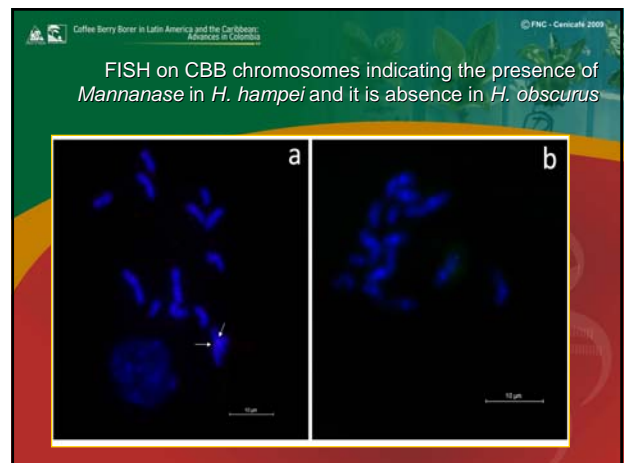 Coffee Berry Borer in Latin America and the Caribbean:
Advances in Colombia
© FNC - Cenicafé 2009
FISH on CBB chromosomes indicating the presence of
Mannanase in H. hampei and it is absence in H. obscurus
a
b
10 µm
10 µm